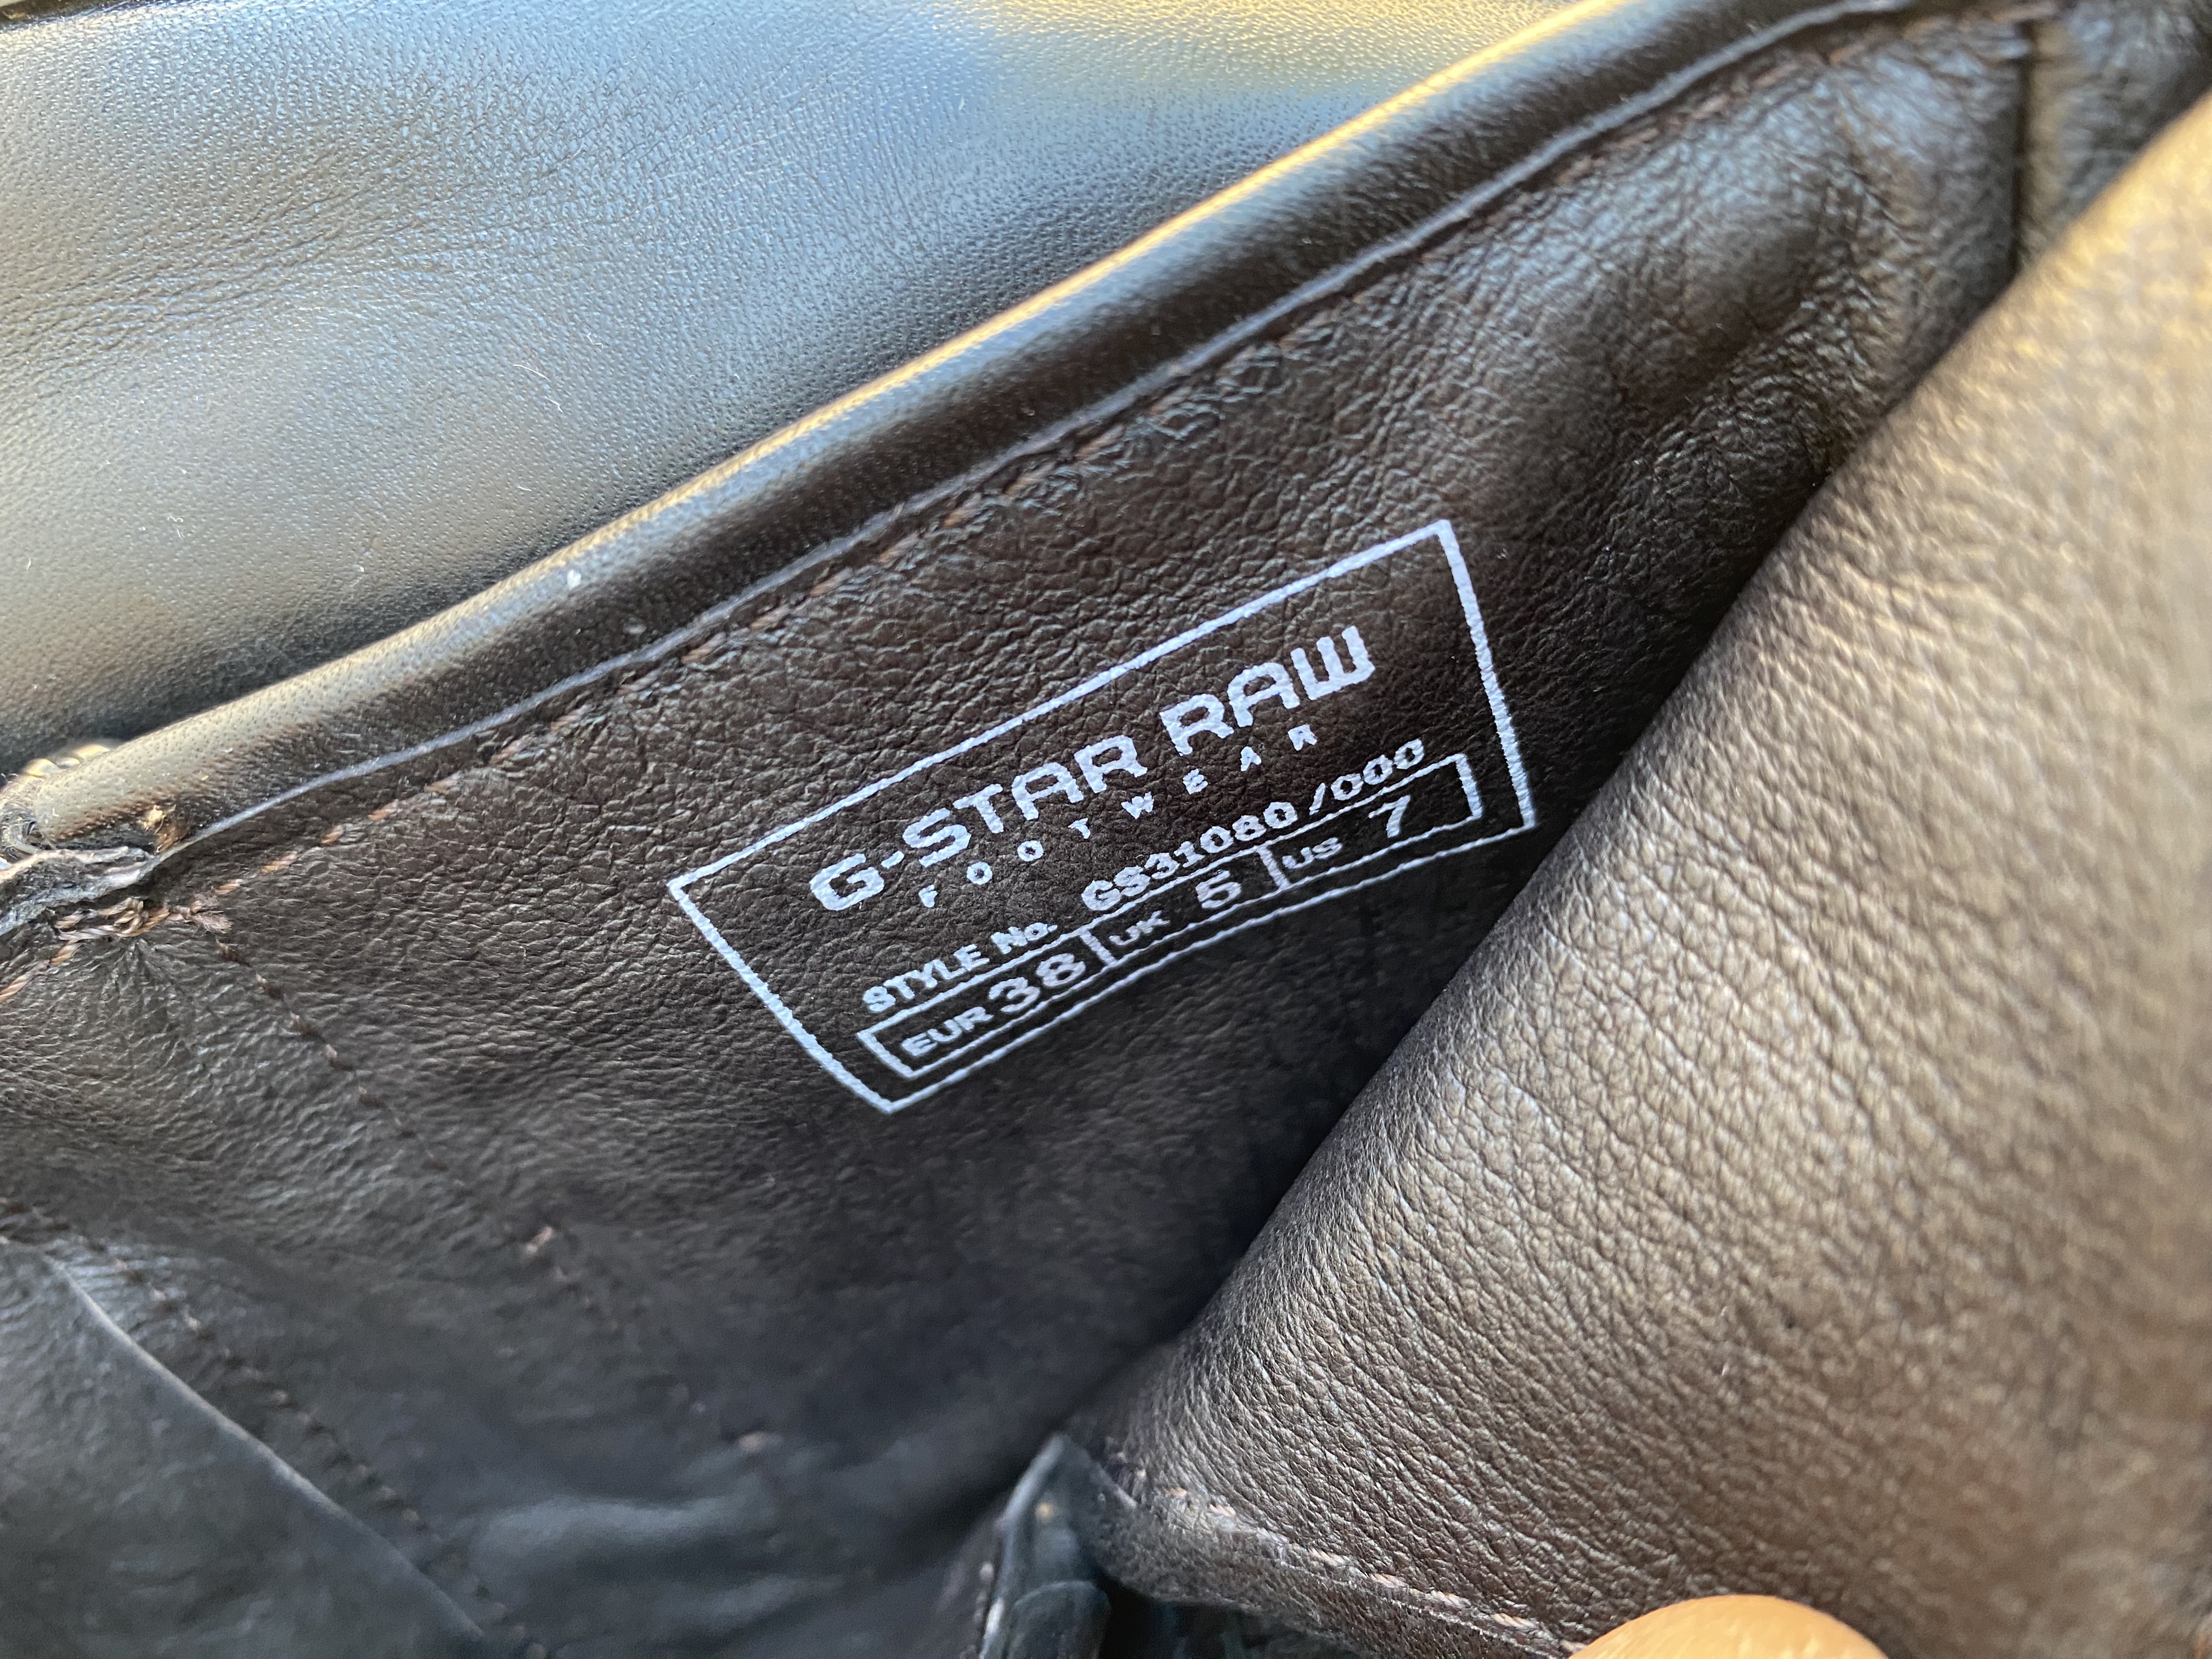 G-STAR RAW
FOOTWEAR
STYLE No. GS31080/000
EUR 38 UK 5 US 7